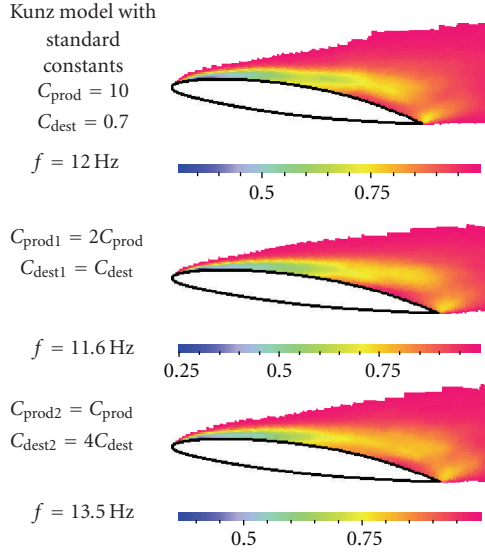 Kunz model with
standard
constants
C_prod = 10
C_dest = 0.7
f = 12 Hz
0.5 0.75
C_prod1 = 2C_prod
C_dest1 = C_dest
f = 11.6 Hz
0.25 0.5 0.75
C_prod2 = C_prod
C_dest2 = 4C_dest
f = 13.5 Hz
0.5 0.75